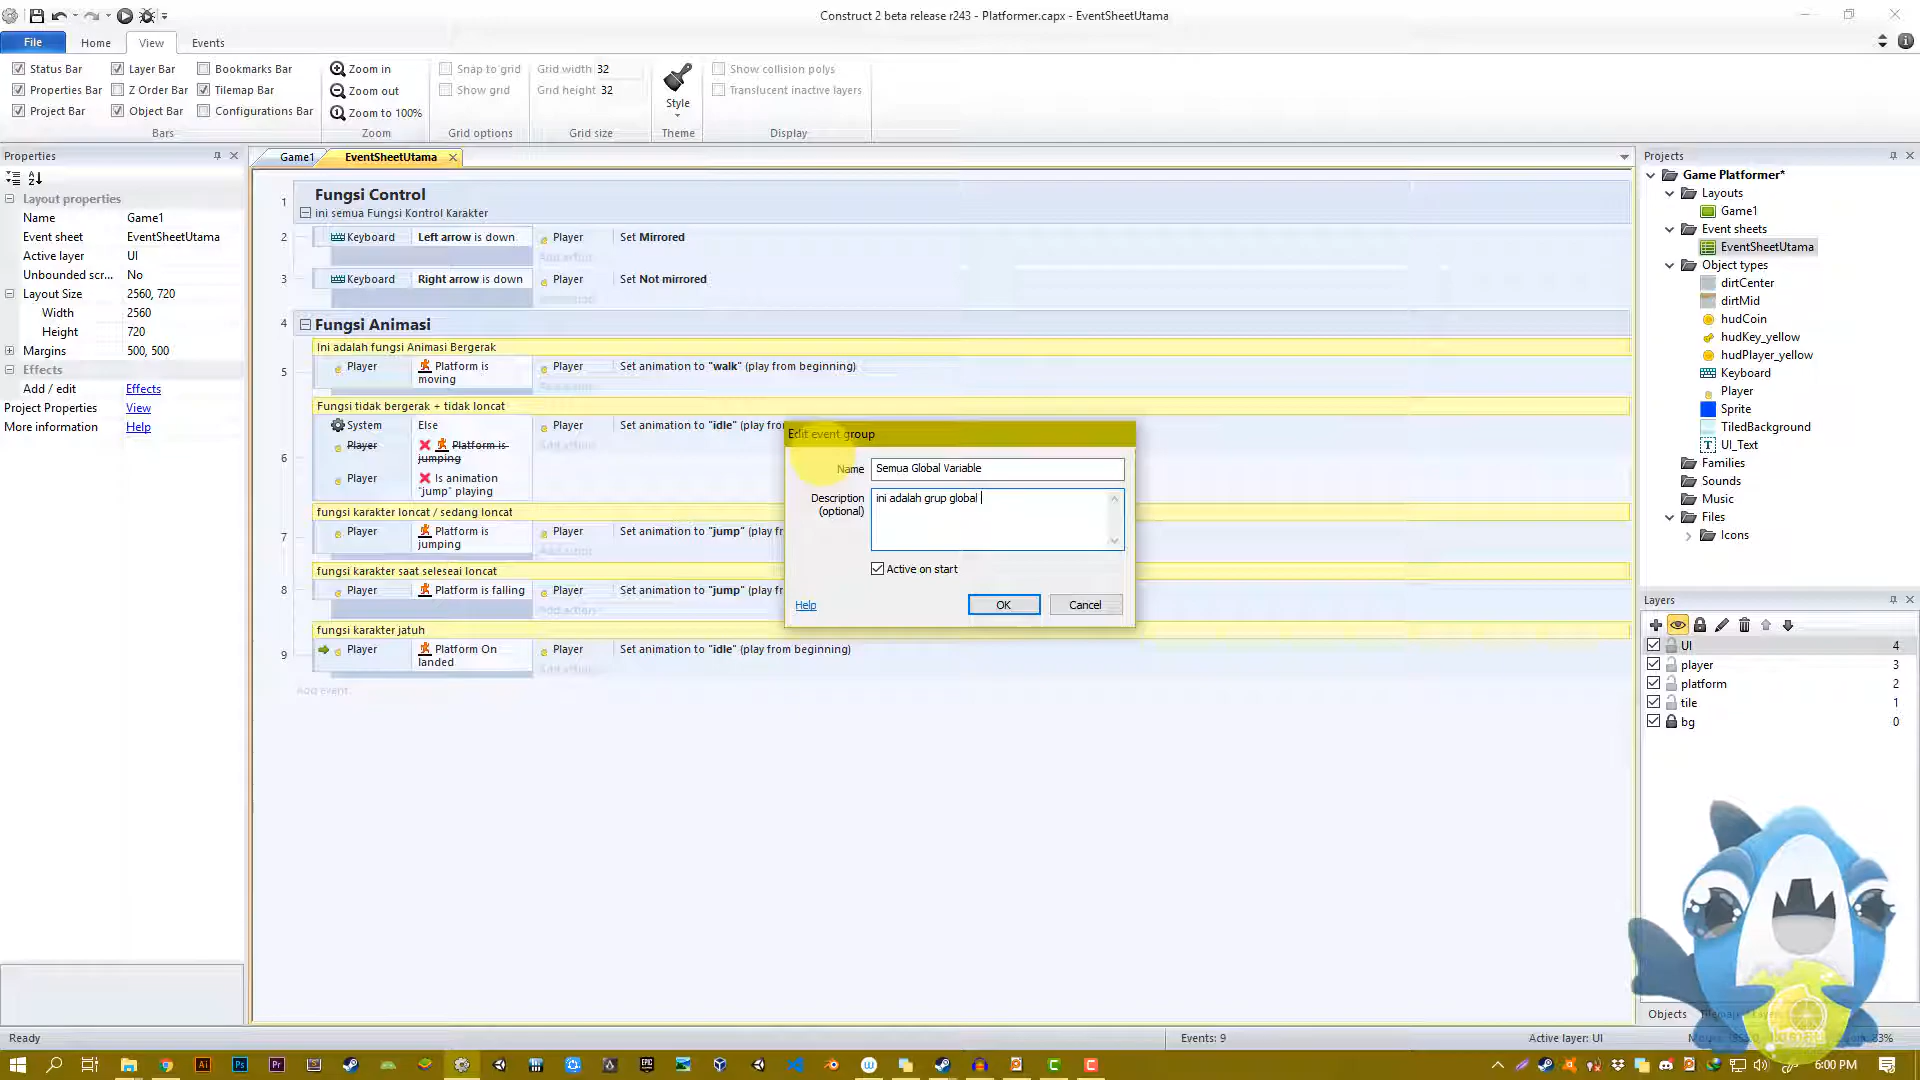 Construct 2 beta release r243 - Platformer.capx - EventSheetUtama
File Home View Events
Status Bar Layer Bar Bookmarks Bar Zoom in Snap to grid Grid width 32 Show collision polys
Properties Bar Z Order Bar Tilemap Bar Zoom out Show grid Grid height 32 Translucent inactive layers
Project Bar Object Bar Configurations Bar Zoom to 100% Style
Bars Zoom Grid options Grid size Theme Display
Properties
Layout properties
Name Game1
Event sheet EventSheetUtama
Active layer UI
Unbounded scr... No
Layout Size 2560, 720
Width 2560
Height 720
Margins 500, 500
Effects
Add / edit Effects
Project Properties View
More information Help
Game1 EventSheetUtama
1 Fungsi Control
ini semua Fungsi Kontrol Karakter
2 Keyboard Left arrow is down Player Set Mirrored
Add action
3 Keyboard Right arrow is down Player Set Not mirrored
4 Fungsi Animasi
Ini adalah fungsi Animasi Bergerak
5 Player Platform is moving Player Set animation to "walk" (play from beginning)
Fungsi tidak bergerak + tidak loncat
6 System Else Player Set animation to "idle" (play fro
Add action
Player Platform is jumping
Player Is animation "jump" playing
fungsi karakter loncat / sedang loncat
7 Player Platform is jumping Player Set animation to "jump" (play f
fungsi karakter saat seleseai loncat
8 Player Platform is falling Player Set animation to "jump" (play f
Add action
fungsi karakter jatuh
9 Player Platform On landed Player Set animation to "idle" (play from beginning)
Add action
Add event
Edit event group
Name Semua Global Variable
Description (optional) ini adalah grup global
Active on start
Help OK Cancel
Projects
Game Platformer*
Layouts
Game1
Event sheets
EventSheetUtama
Object types
dirtCenter
dirtMid
hudCoin
hudKey_yellow
hudPlayer_yellow
Keyboard
Player
Sprite
TiledBackground
UI_Text
Families
Sounds
Music
Files
Icons
Layers
UI 4
player 3
platform 2
tile 1
bg 0
Objects
Ready Events: 9 Active layer: UI
6:00 PM